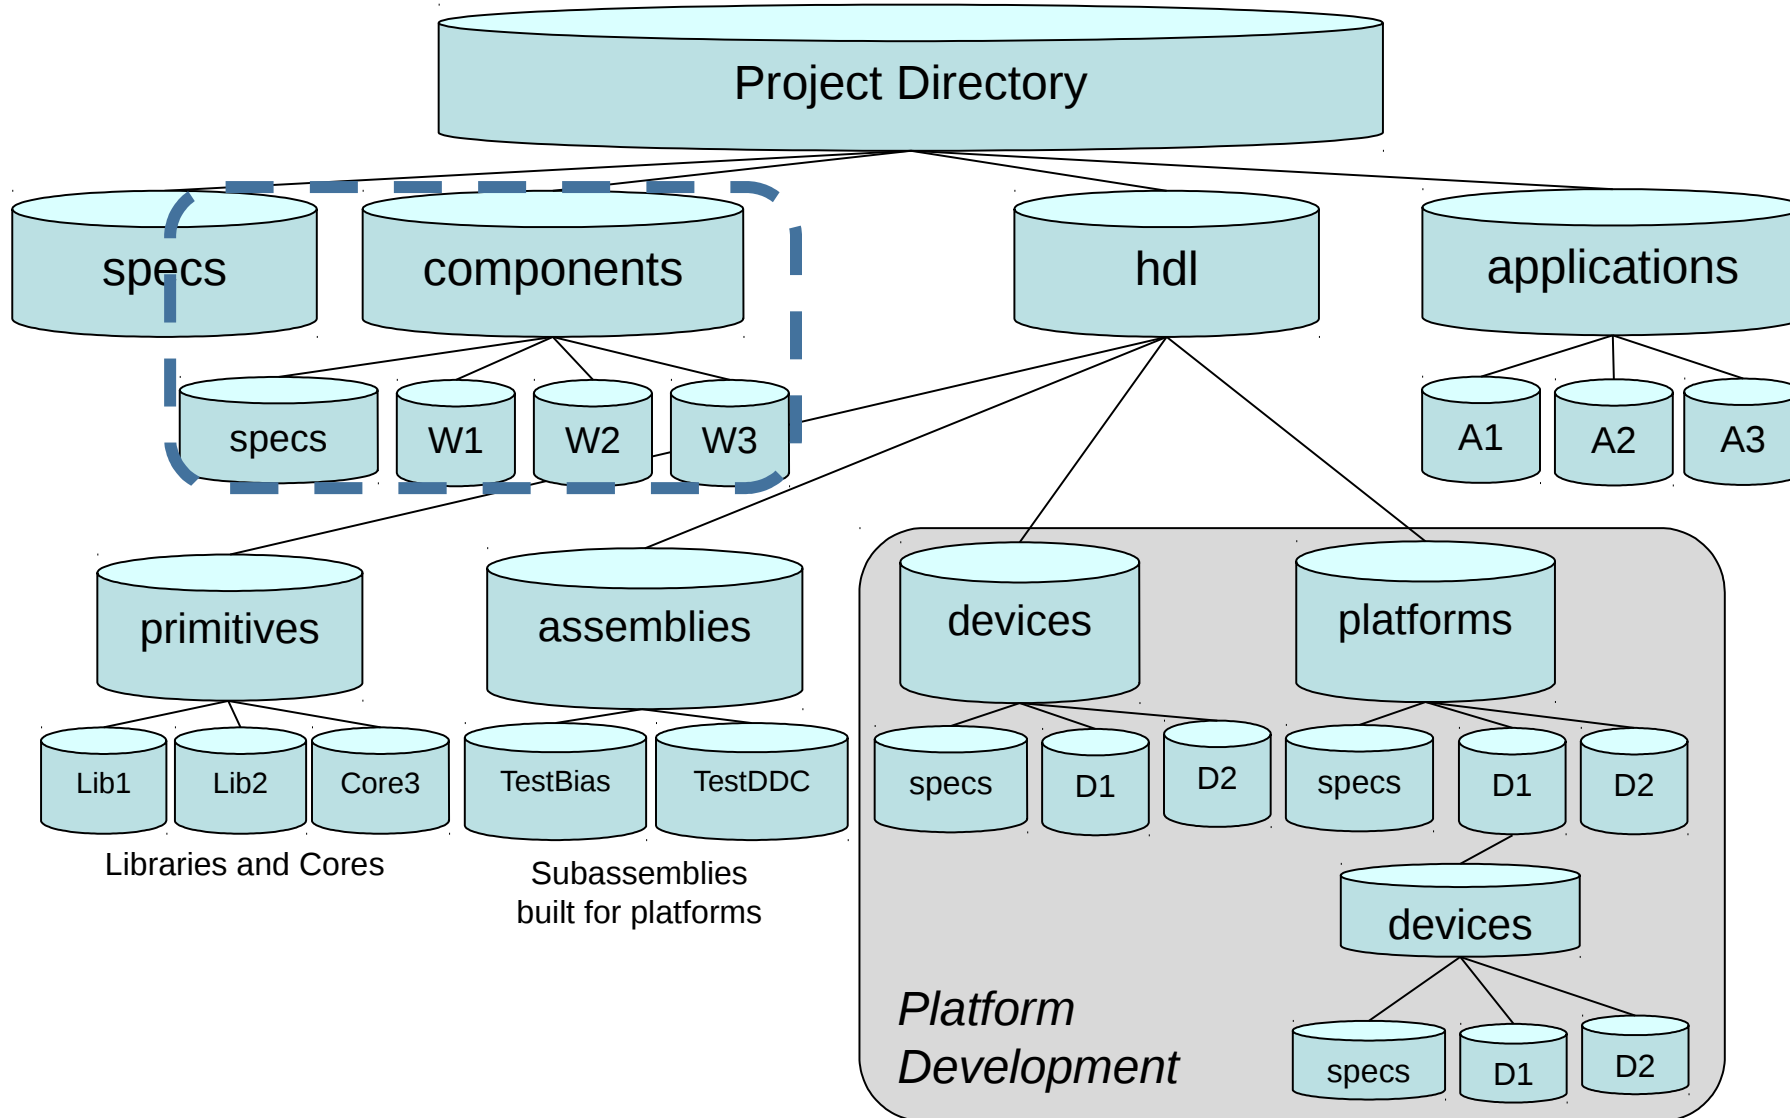 Project Directory
specs
components
hdl
applications
specs
W1
W2
W3
A1
A2
A3
primitives
assemblies
devices
platforms
Lib1
Lib2
Core3
TestBias
TestDDC
specs
D1
D2
specs
D1
D2
Libraries and Cores
Subassemblies
built for platforms
devices
Platform
Development
specs
D1
D2